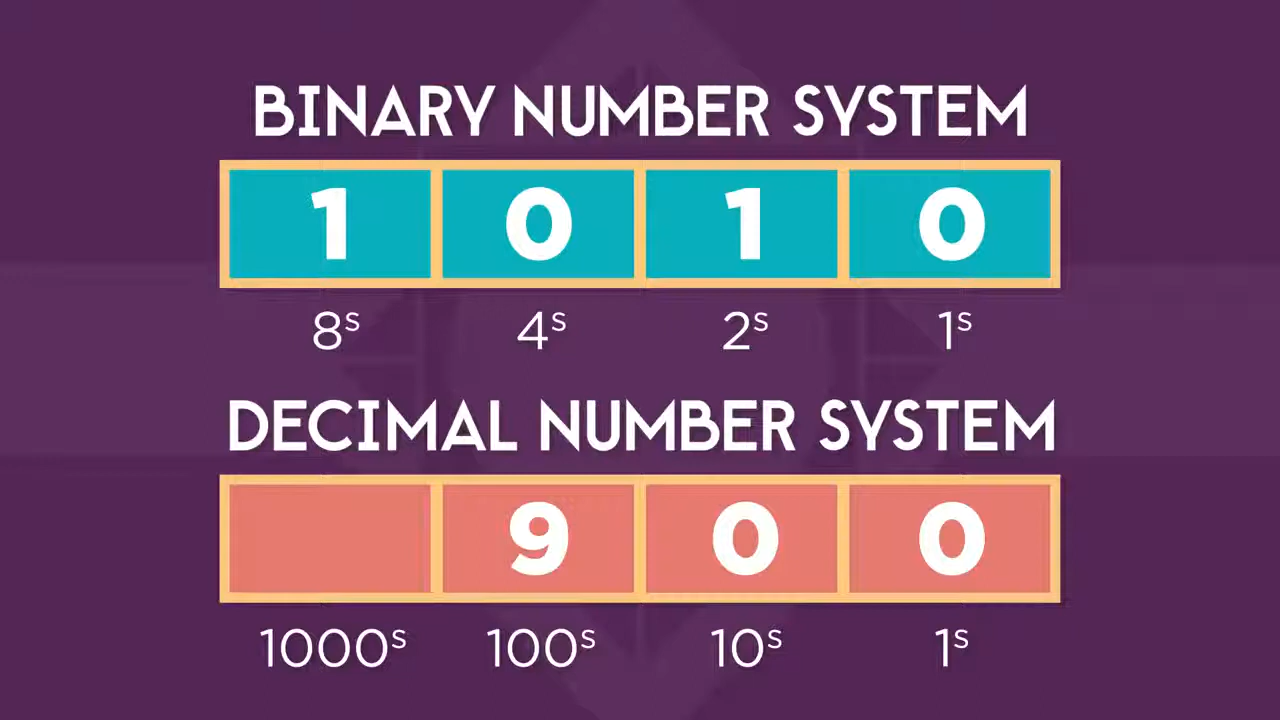 BINARY NUMBER SYSTEM
1 0 1 0
8s 4s 2s 1s
DECIMAL NUMBER SYSTEM
9 0 0
1000s 100s 10s 1s